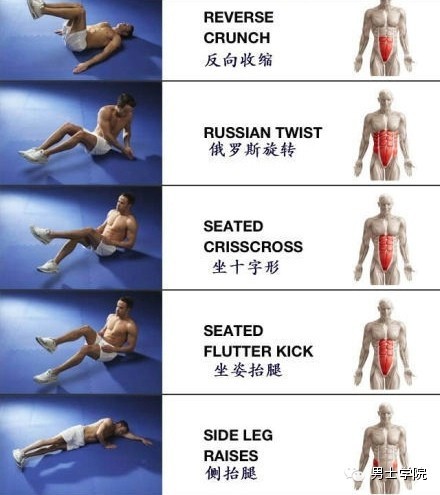 REVERSE
CRUNCH
反向收缩
RUSSIAN TWIST
俄罗斯旋转
SEATED
CRISSCROSS
坐十字形
SEATED
FLUTTER KICK
坐姿抬腿
SIDE LEG
RAISES
侧抬腿
男士学院